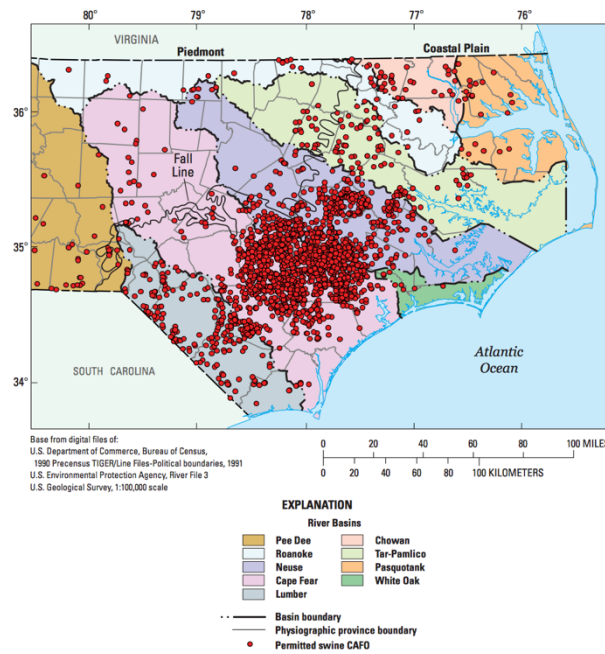 80° 79° 78° 77° 76°
VIRGINIA
Piedmont Coastal Plain
36°
Fall
Line
35°
34°
SOUTH CAROLINA
Atlantic
Ocean
Base from digital files of:
U.S. Department of Commerce, Bureau of Census,
1990 Precensus TIGER/Line Files-Political boundaries, 1991
U.S. Environmental Protection Agency, River File 3
U.S. Geological Survey, 1:100,000 scale
0 20 40 60 80 100 MILES
0 20 40 60 80 100 KILOMETERS
EXPLANATION
River Basins
Pee Dee Chowan
Roanoke Tar-Pamlico
Neuse Pasquotank
Cape Fear White Oak
Lumber
Basin boundary
Physiographic province boundary
Permitted swine CAFO